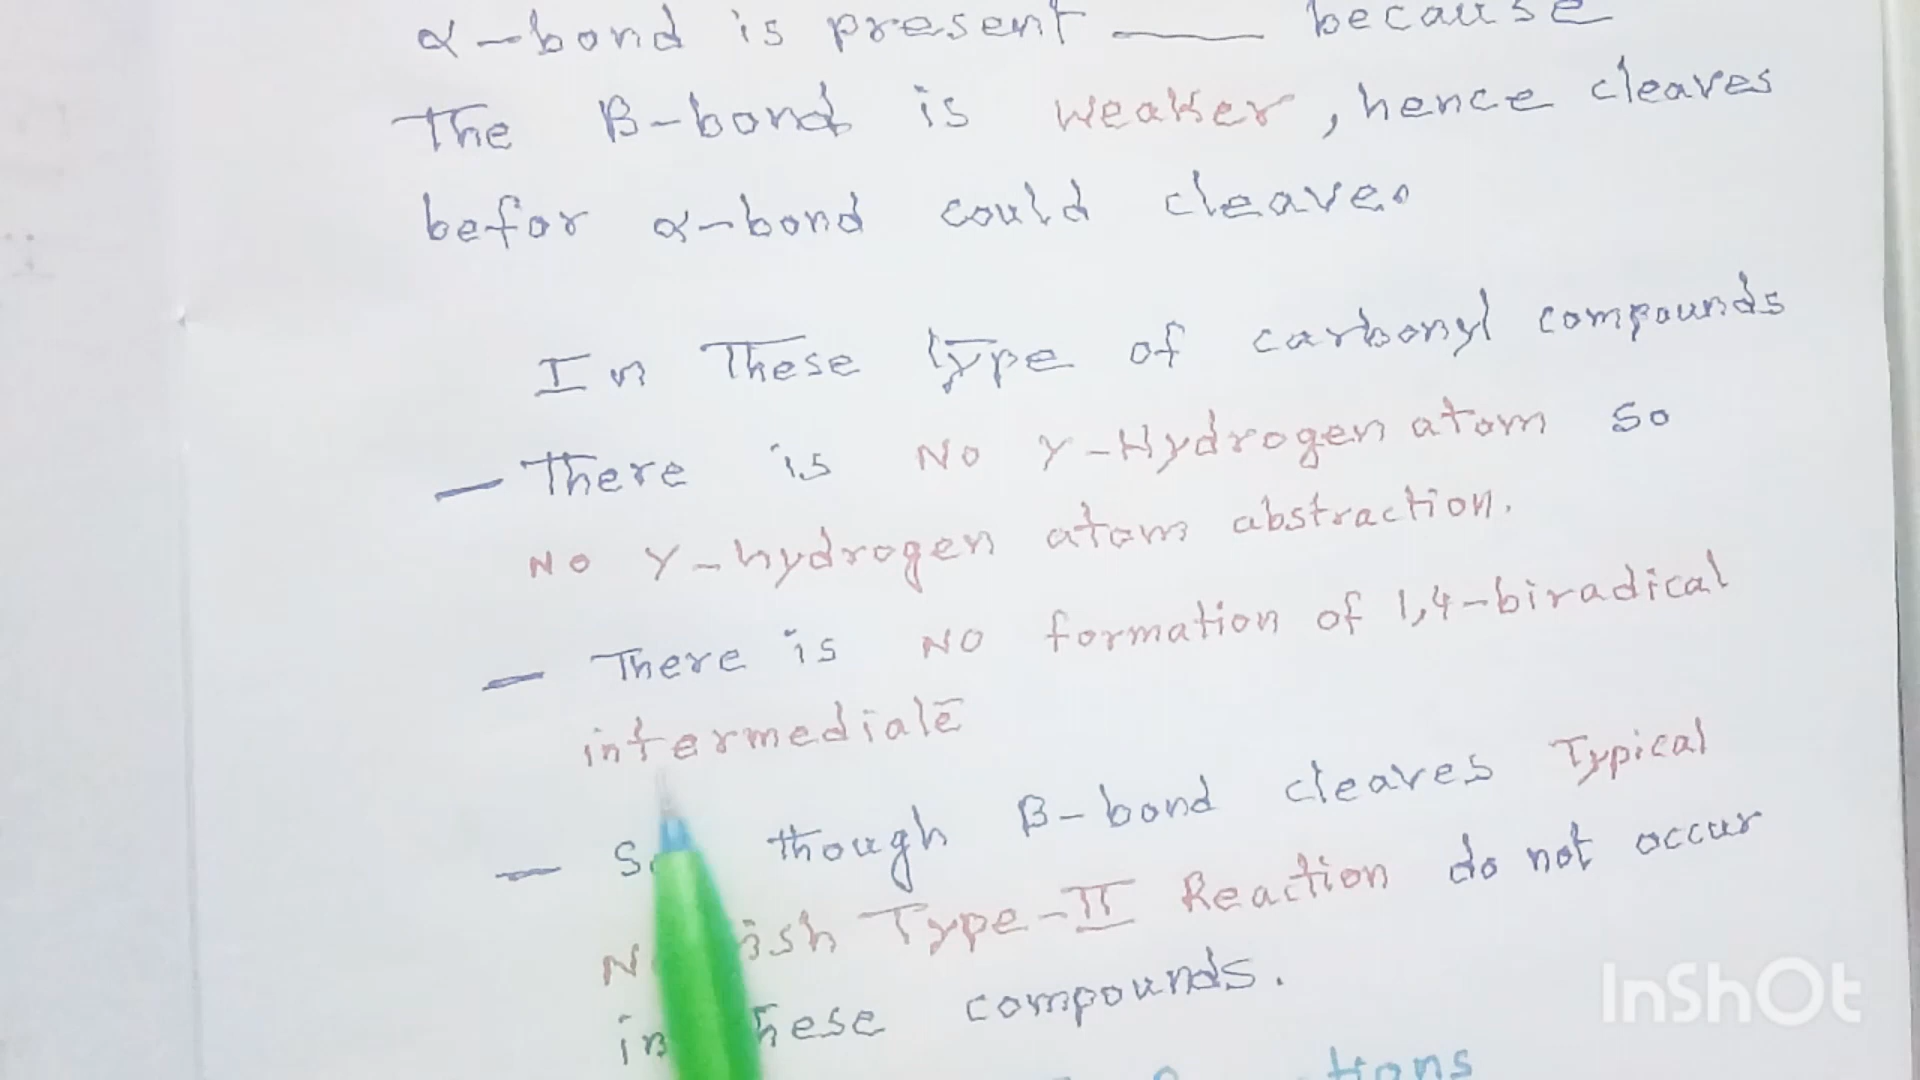 α-bond is present ___ because
The β-bond is weaker, hence cleaves
befor α-bond could cleave.
In These type of carbonyl compounds
- There is NO γ-Hydrogen atom so
NO γ-hydrogen atom abstraction.
- There is NO formation of 1,4-biradical
intermediate
- though β-bond cleaves Typical
Type-II Reaction do not occur
compounds.
InShOt